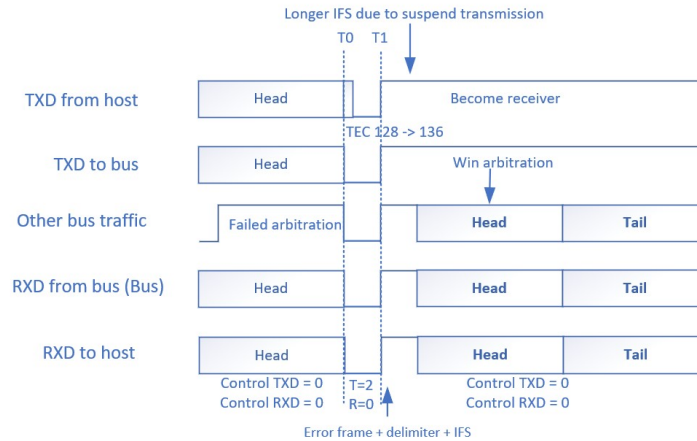 Longer IFS due to suspend transmission
T0 T1
TXD from host Head Become receiver
TEC 128 -> 136
TXD to bus Head Win arbitration
Other bus traffic Failed arbitration Head Tail
RXD from bus (Bus) Head Head Tail
RXD to host Head Head Tail
Control TXD = 0 T=2 Control TXD = 0
Control RXD = 0 R=0 Control RXD = 0
Error frame + delimiter + IFS